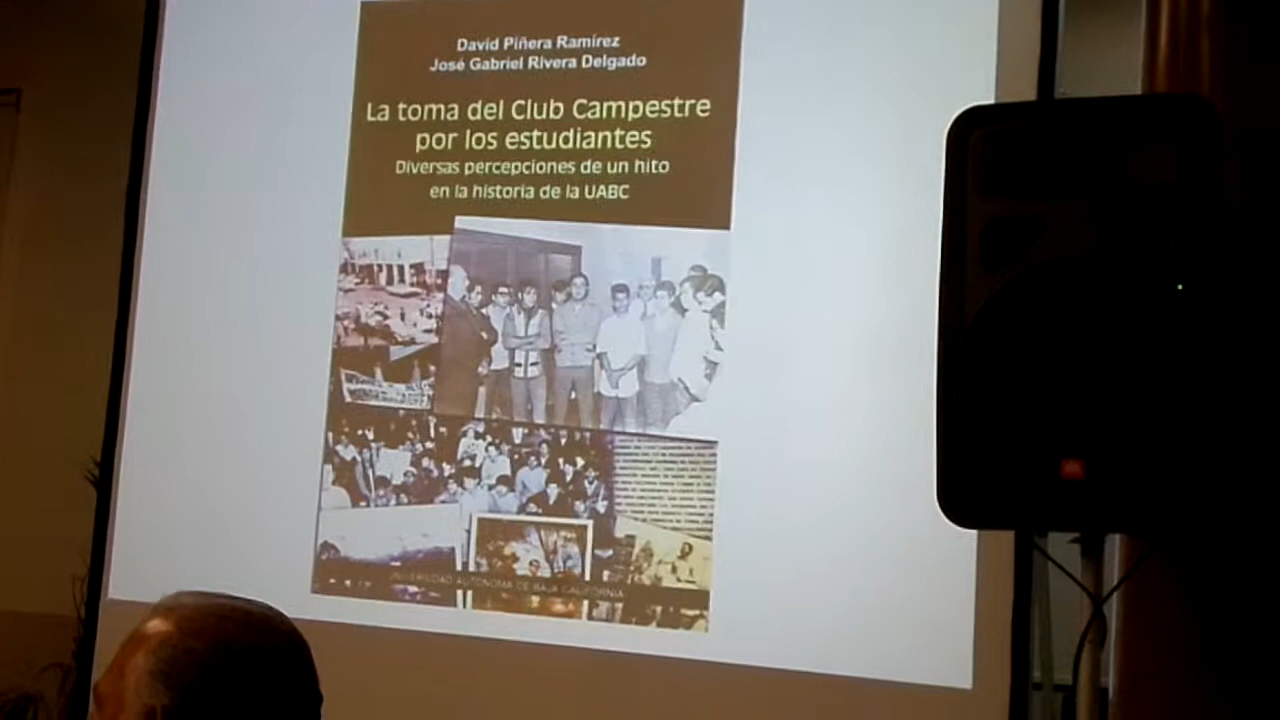 David Piñera Ramírez
José Gabriel Rivera Delgado
La toma del Club Campestre
por los estudiantes
Diversas percepciones de un hito
en la historia de la UABC
UNIVERSIDAD AUTÓNOMA DE BAJA CALIFORNIA